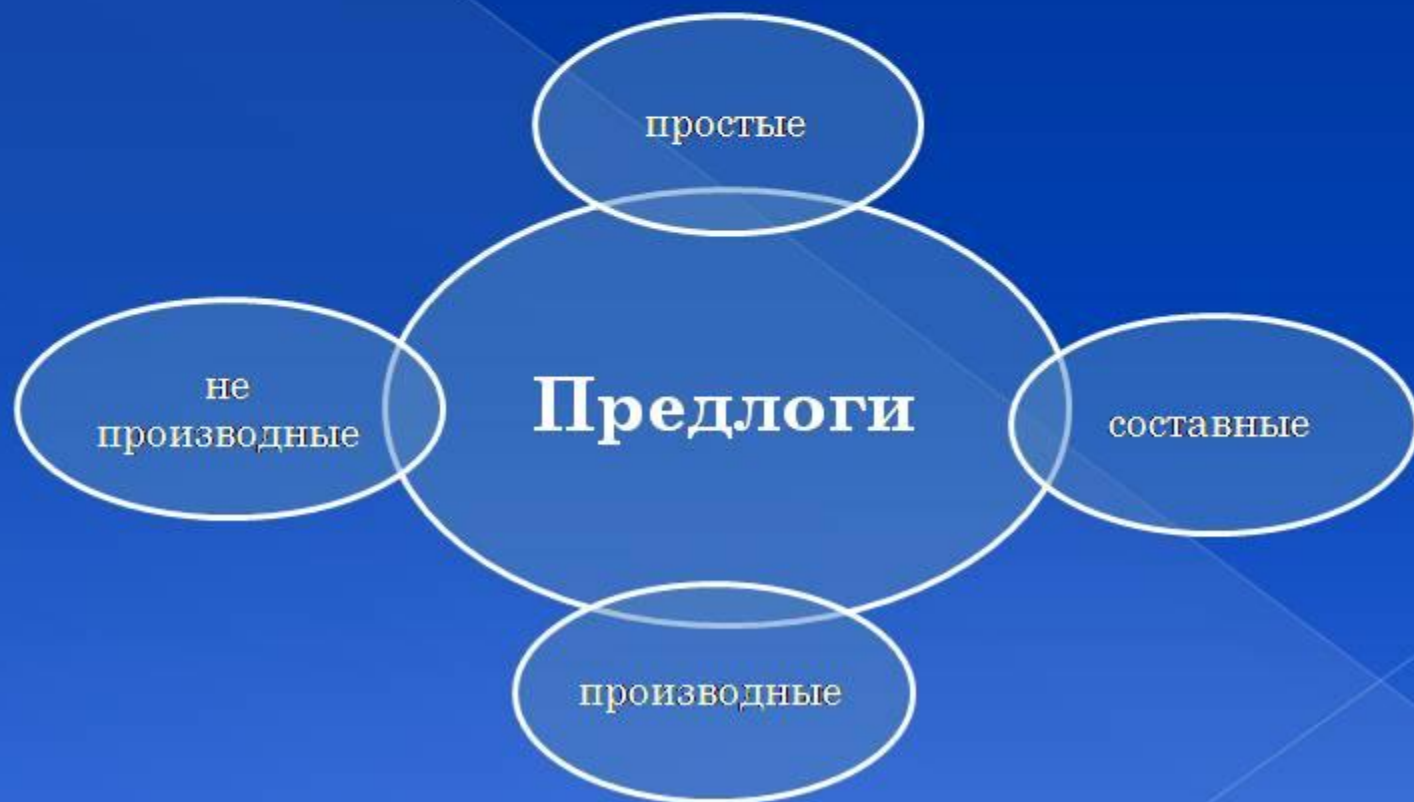 простые
не
производные
Предлоги
составные
производные